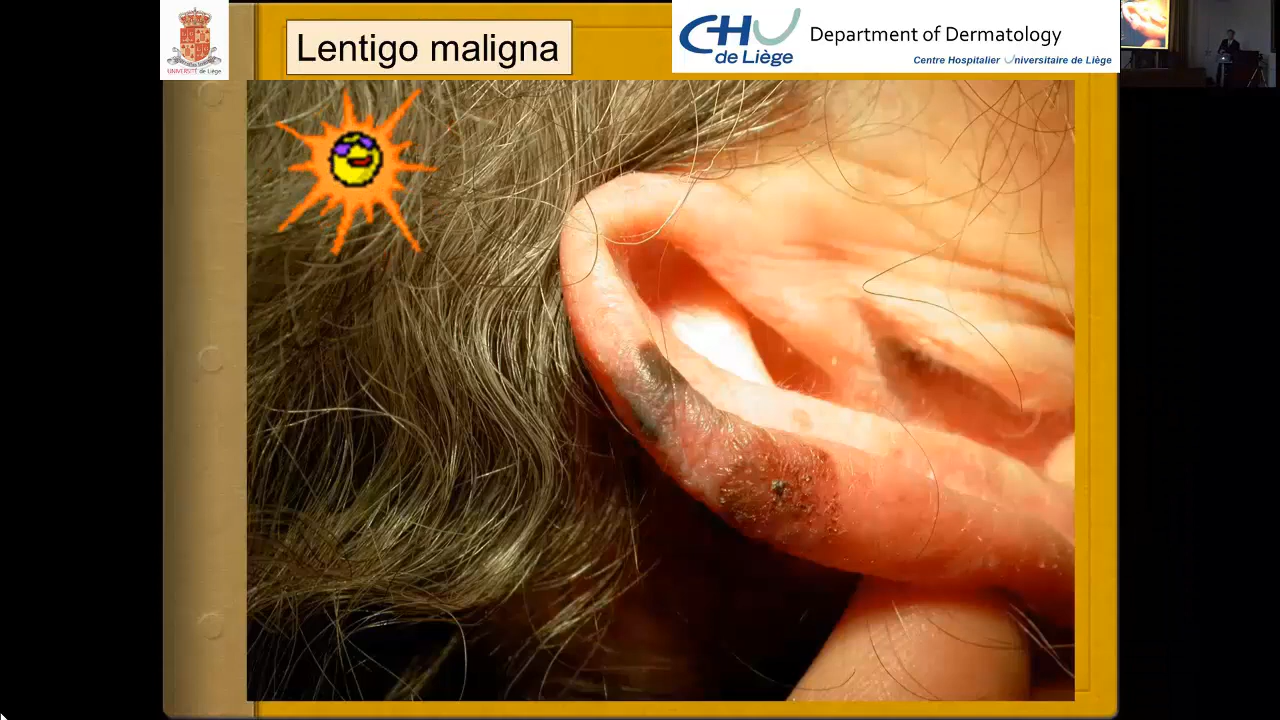 UNIVERSITÉ de Liège
Lentigo maligna
CHU
de Liège
Department of Dermatology
Centre Hospitalier Universitaire de Liège